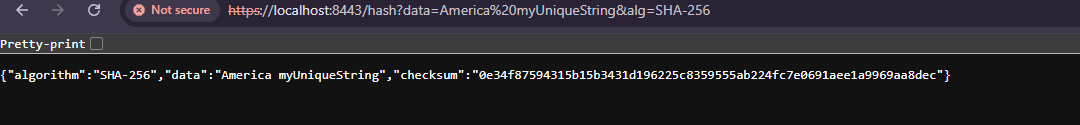 Not secure https://localhost:8443/hash?data=America%20myUniqueString&alg=SHA-256
Pretty-print
{"algorithm":"SHA-256","data":"America myUniqueString","checksum":"0e34f87594315b15b3431d196225c8359555ab224fc7e0691aee1a9969aa8dec"}